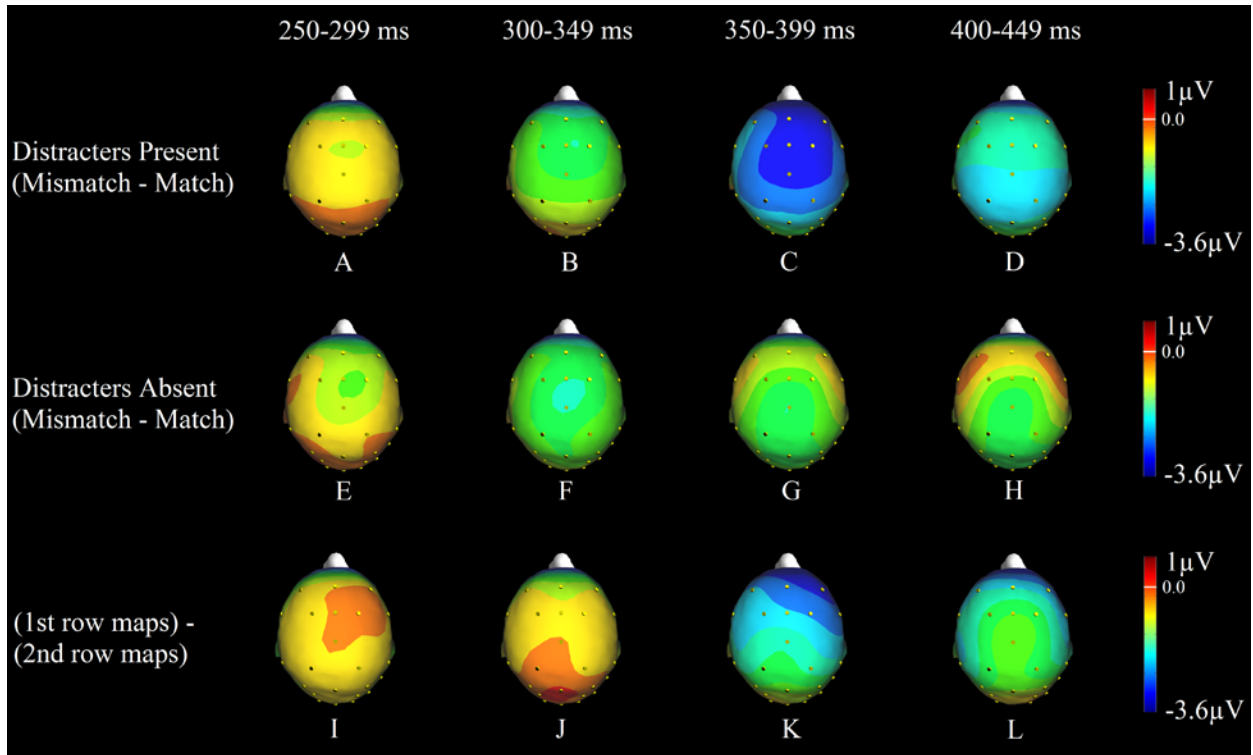 250-299 ms 300-349 ms 350-399 ms 400-449 ms
Distracters Present
(Mismatch - Match)
1μV
0.0
-3.6μV
A B C D
Distracters Absent
(Mismatch - Match)
1μV
0.0
-3.6μV
E F G H
(1st row maps) -
(2nd row maps)
1μV
0.0
-3.6μV
I J K L